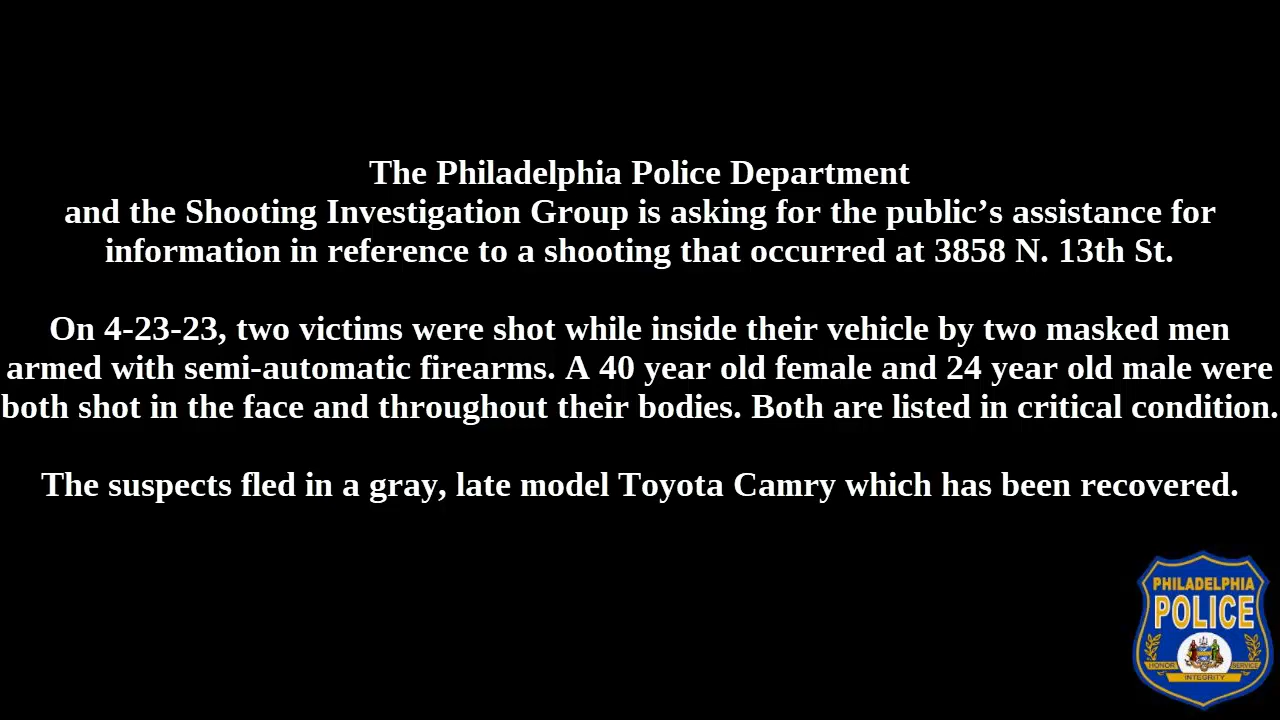 The Philadelphia Police Department
and the Shooting Investigation Group is asking for the public’s assistance for
information in reference to a shooting that occurred at 3858 N. 13th St.
On 4-23-23, two victims were shot while inside their vehicle by two masked men
armed with semi-automatic firearms. A 40 year old female and 24 year old male were
both shot in the face and throughout their bodies. Both are listed in critical condition.
The suspects fled in a gray, late model Toyota Camry which has been recovered.
PHILADELPHIA
POLICE
HONOR
SERVICE
INTEGRITY